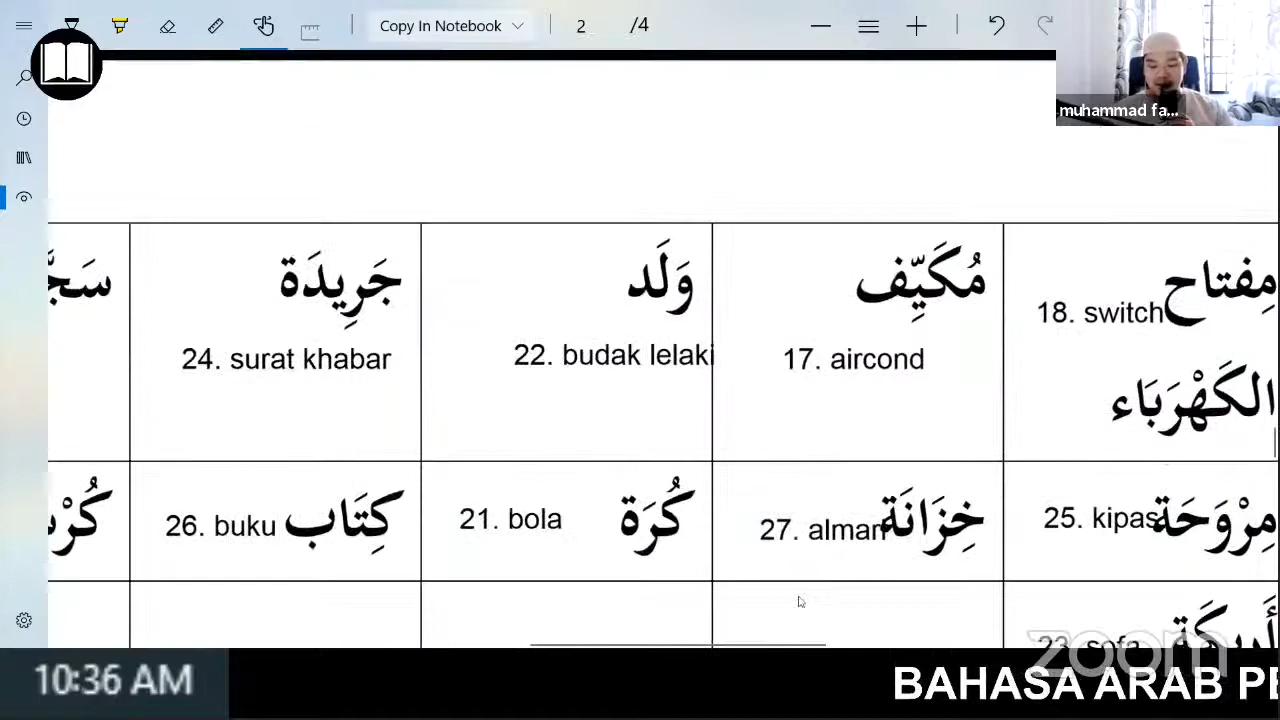 Copy In Notebook
2
/4
muhammad fa...
مِفتاح
18. switch
الكَهْرَبَاء
مُكَيِّف
17. aircond
وَلَد
22. budak lelaki
جَرِيدَة
24. surat khabar
مِرْوَحَة
25. kipas
خِزَانَة
27. almari
كُرَة
21. bola
كِتَاب
26. buku
أَرِيكَة
23. sofa
zoom
10:36 AM
BAHASA ARAB